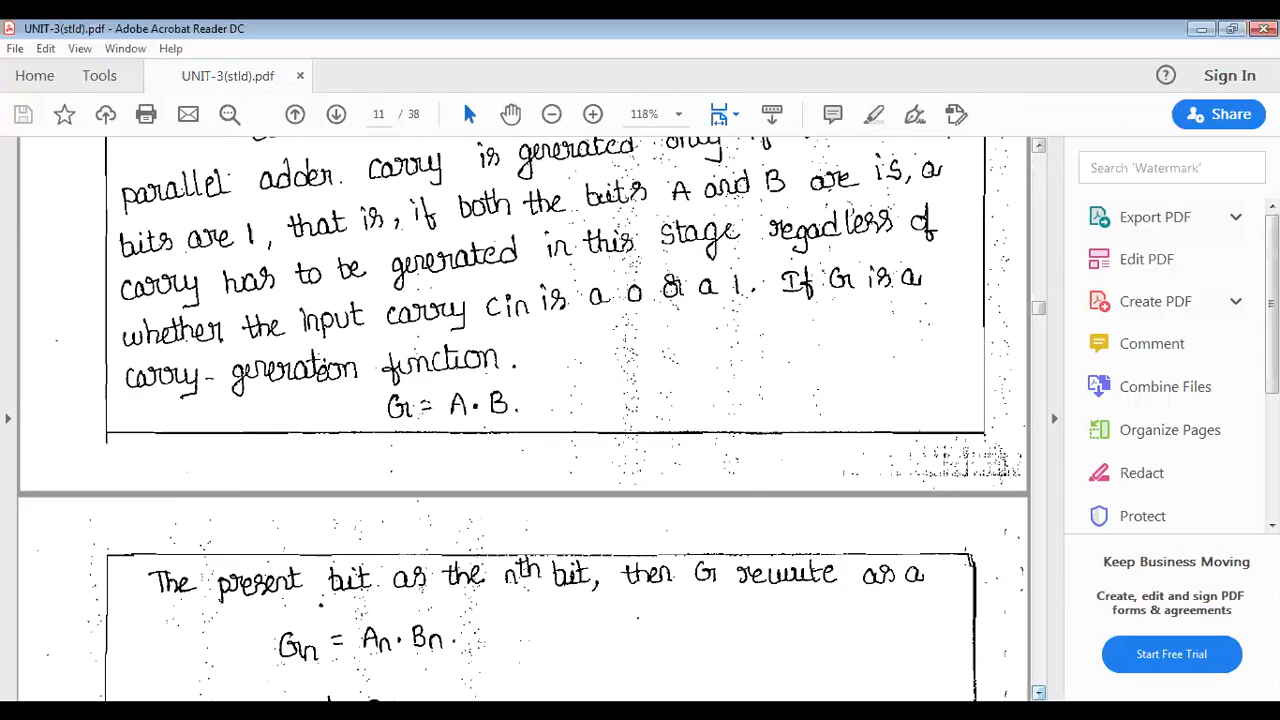 UNIT-3(stld).pdf - Adobe Acrobat Reader DC
File Edit View Window Help
Home Tools UNIT-3(stld).pdf × Sign In
11 / 38 118% Share
parallel adder. carry is generated only if
bits are 1, that is, if both the bits A and B are is, a
carry has to be generated in this stage regadless of
whether the input carry cin is a 0 or a 1. If G is a
carry-generation function.
G = A . B.
The present bit as the nth bit, then G rewrite as a
Gn = An . Bn .
Search 'Watermark'
Export PDF
Edit PDF
Create PDF
Comment
Combine Files
Organize Pages
Redact
Protect
Keep Business Moving
Create, edit and sign PDF
forms & agreements
Start Free Trial